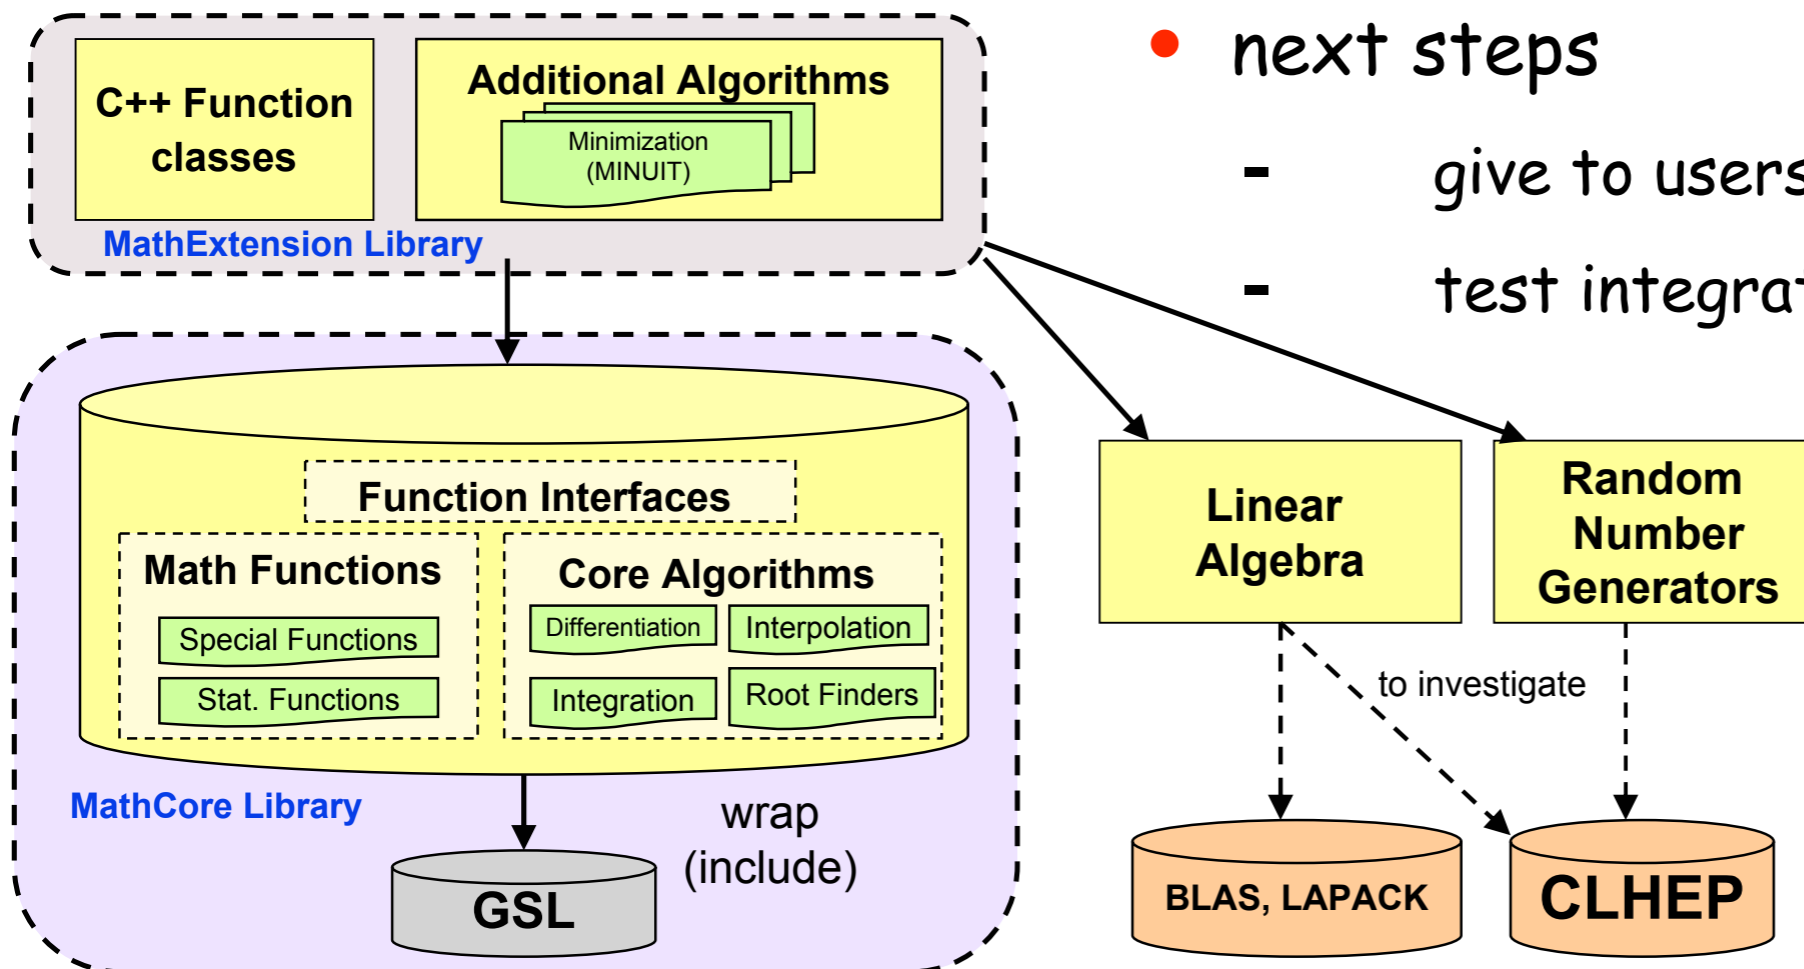 C++ Function
classes
Additional Algorithms
Minimization
(MINUIT)
MathExtension Library
• next steps
- give to users
- test
Function Interfaces
Math Functions
Special Functions
Stat. Functions
Core Algorithms
Differentiation
Interpolation
Integration
Root Finders
MathCore Library
wrap
(include)
GSL
Linear
Algebra
Random
Number
Generators
to investigate
BLAS, LAPACK
CLHEP